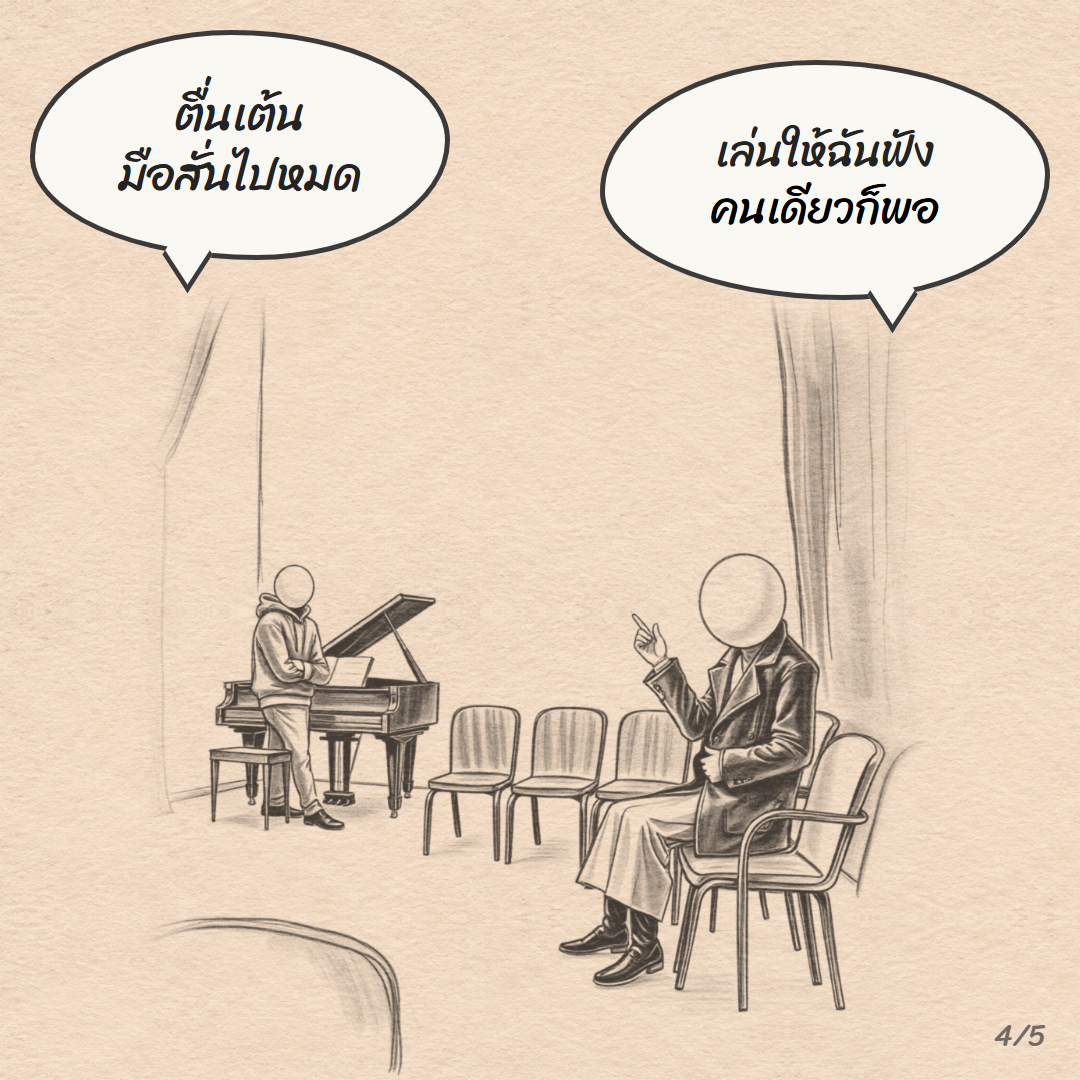 ตื่นเต้น
มือสั่นไปหมด
เล่นให้ฉันฟัง
คนเดียวก็พอ
4/5